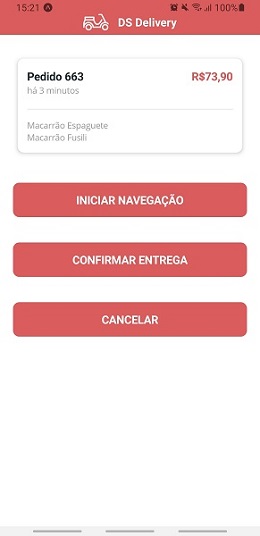 15:21
100%
DS Delivery
Pedido 663
R$73,90
há 3 minutos
Macarrão Espaguete
Macarrão Fusili
INICIAR NAVEGAÇÃO
CONFIRMAR ENTREGA
CANCELAR